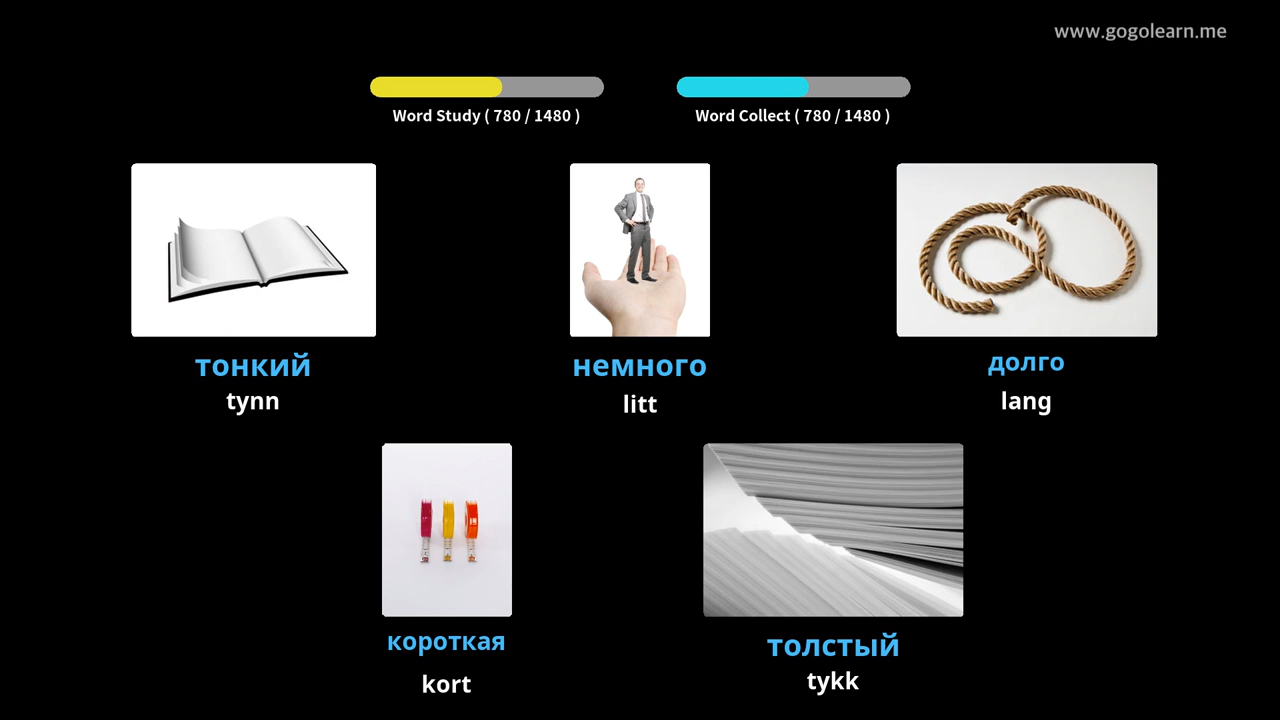 www.gogolearn.me
Word Study ( 780 / 1480 )
Word Collect ( 780 / 1480 )
тонкий
tynn
немного
litt
долго
lang
короткая
kort
толстый
tykk